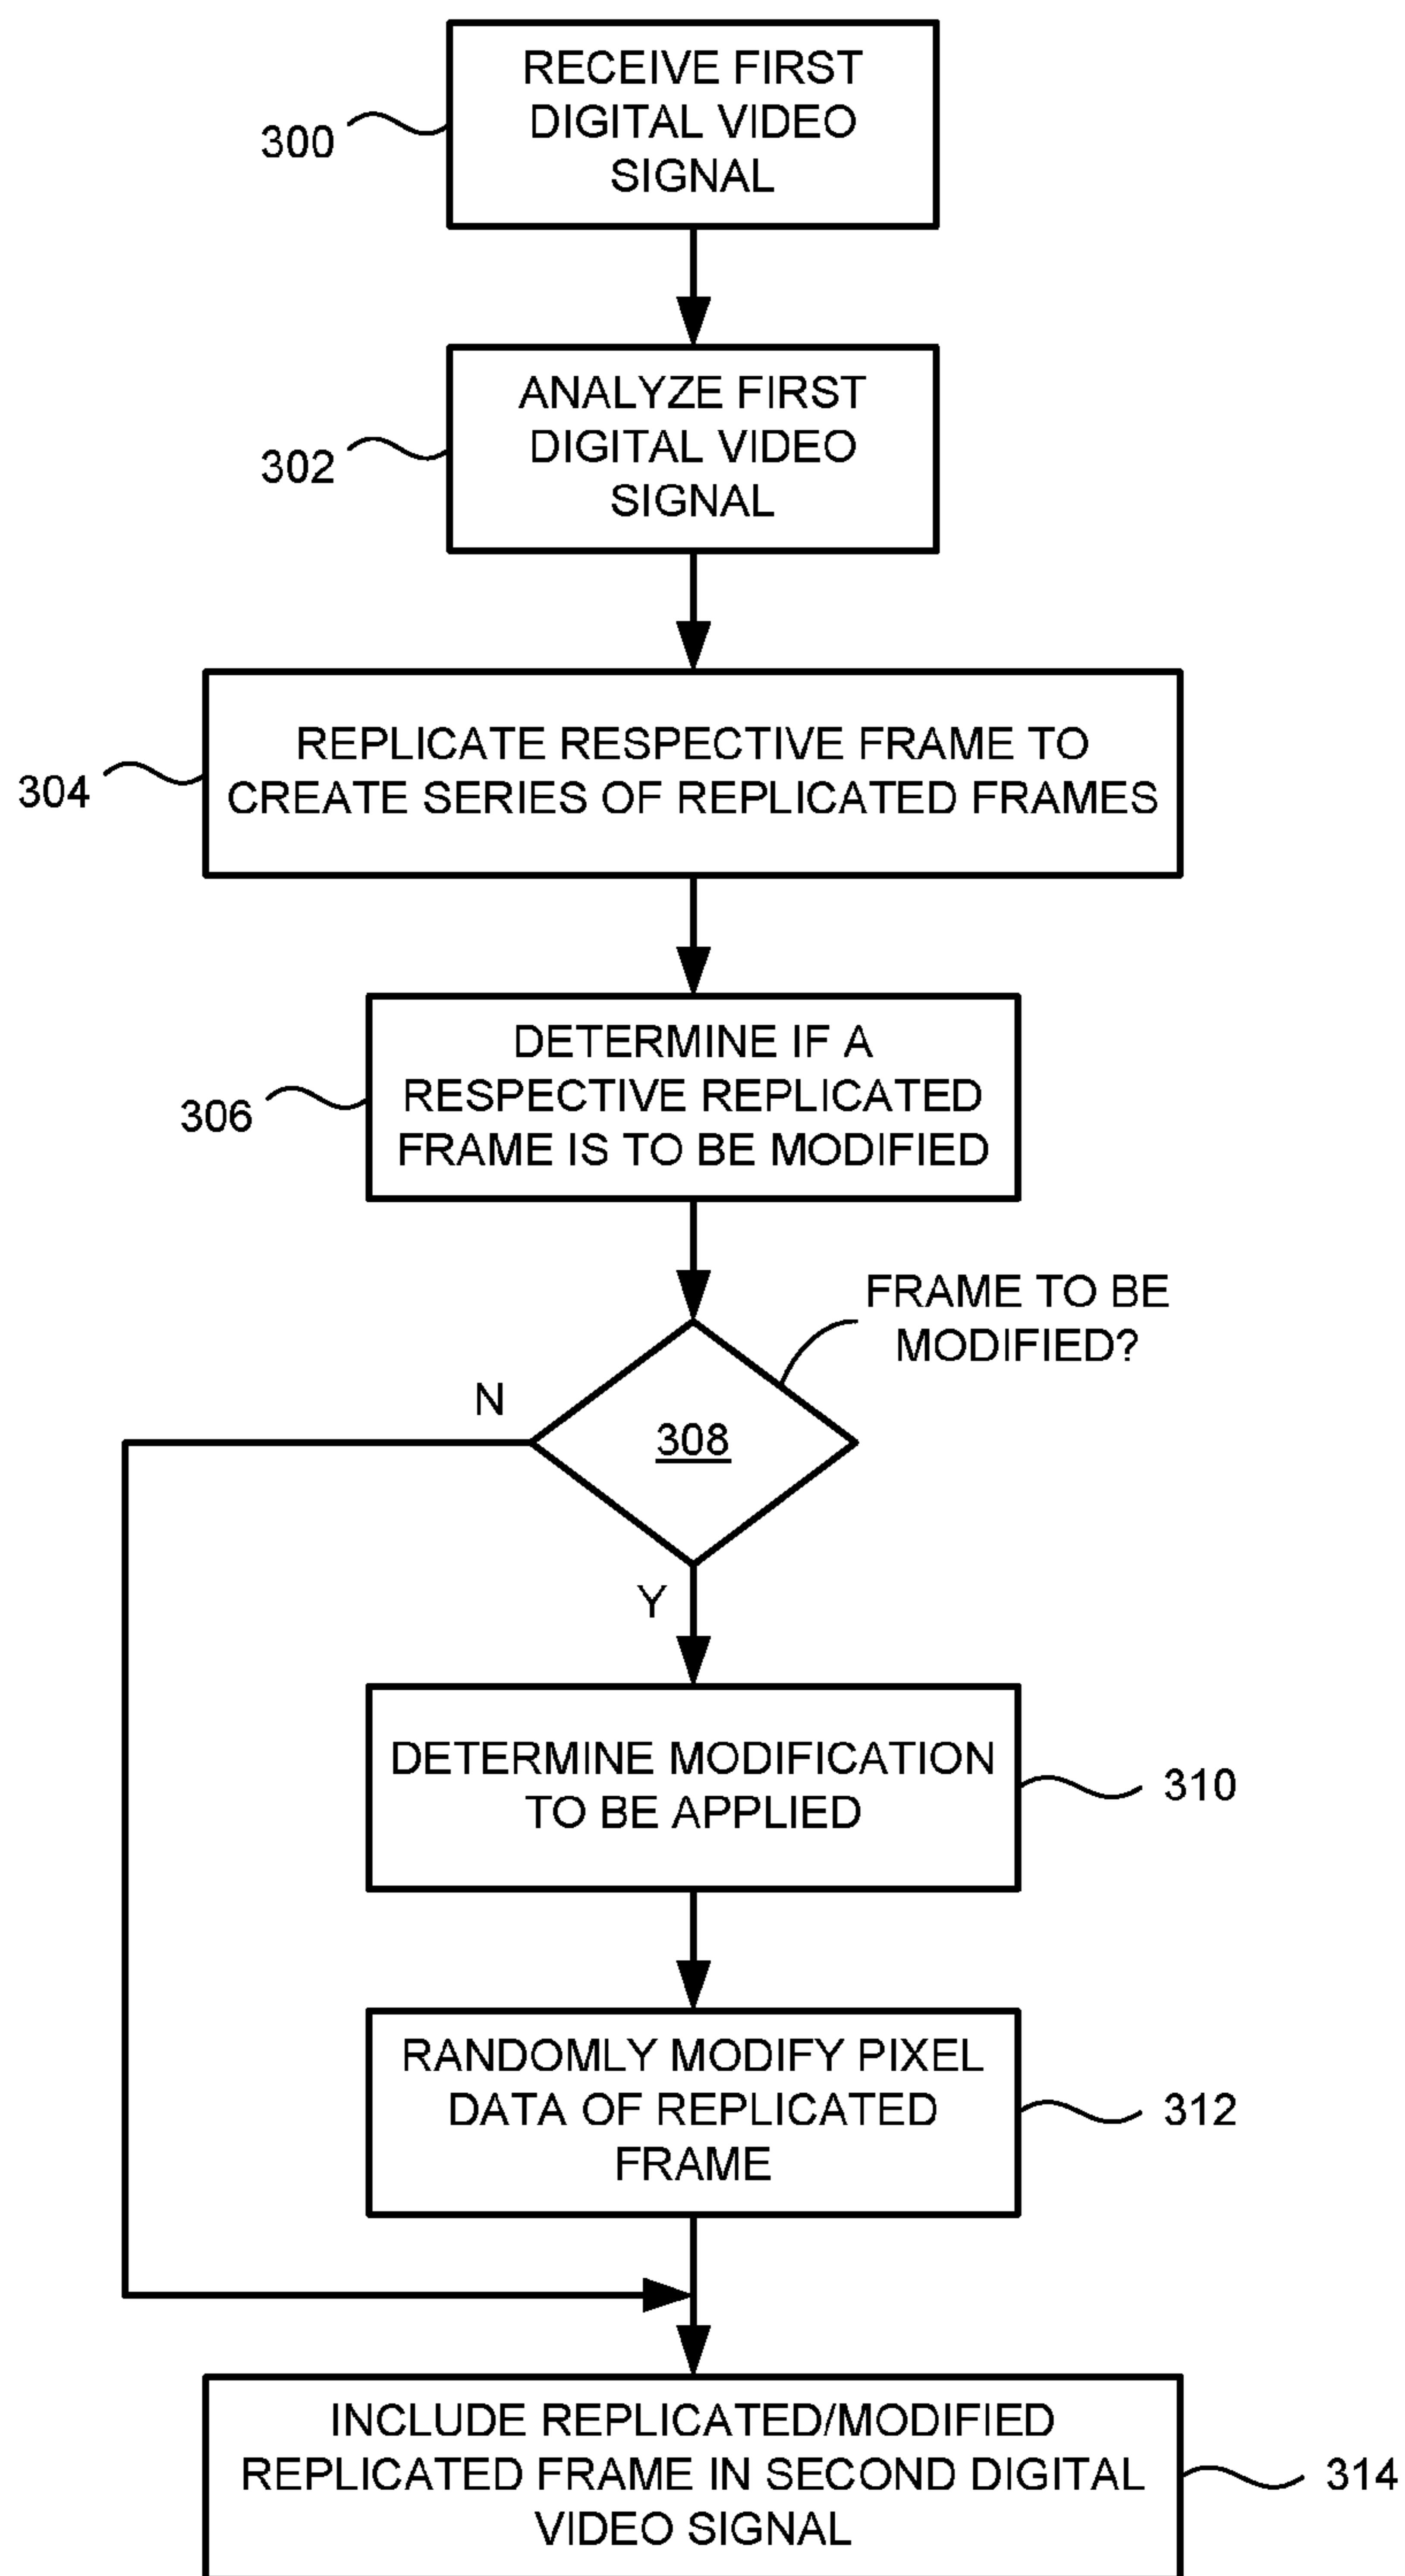 RECEIVE FIRST
DIGITAL VIDEO
SIGNAL
300
ANALYZE FIRST
DIGITAL VIDEO
SIGNAL
302
REPLICATE RESPECTIVE FRAME TO
CREATE SERIES OF REPLICATED FRAMES
304
DETERMINE IF A
RESPECTIVE REPLICATED
FRAME IS TO BE MODIFIED
306
FRAME TO BE
MODIFIED?
N
308
Y
DETERMINE MODIFICATION
TO BE APPLIED
310
RANDOMLY MODIFY PIXEL
DATA OF REPLICATED
FRAME
312
INCLUDE REPLICATED/MODIFIED
REPLICATED FRAME IN SECOND DIGITAL
VIDEO SIGNAL
314